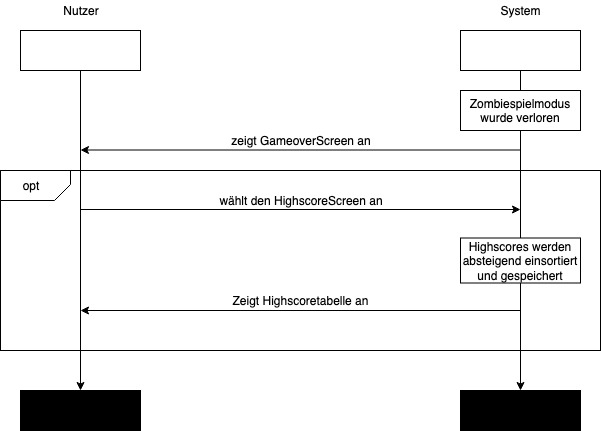 Nutzer
System
Zombiespielmodus
wurde verloren
zeigt GameoverScreen an
opt
wählt den HighscoreScreen an
Highscores werden
absteigend einsortiert
und gespeichert
Zeigt Highscoretabelle an